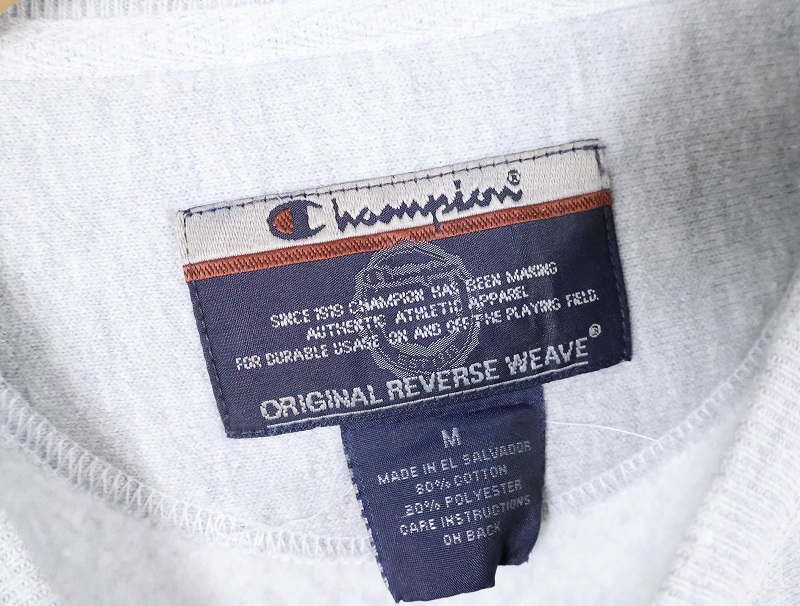 Champion®
SINCE 1919 CHAMPION HAS BEEN MAKING
AUTHENTIC ATHLETIC APPAREL
FOR DURABLE USAGE ON AND OFF THE PLAYING FIELD.
ORIGINAL REVERSE WEAVE®
M
MADE IN EL SALVADOR
80% COTTON
20% POLYESTER
CARE INSTRUCTIONS
ON BACK